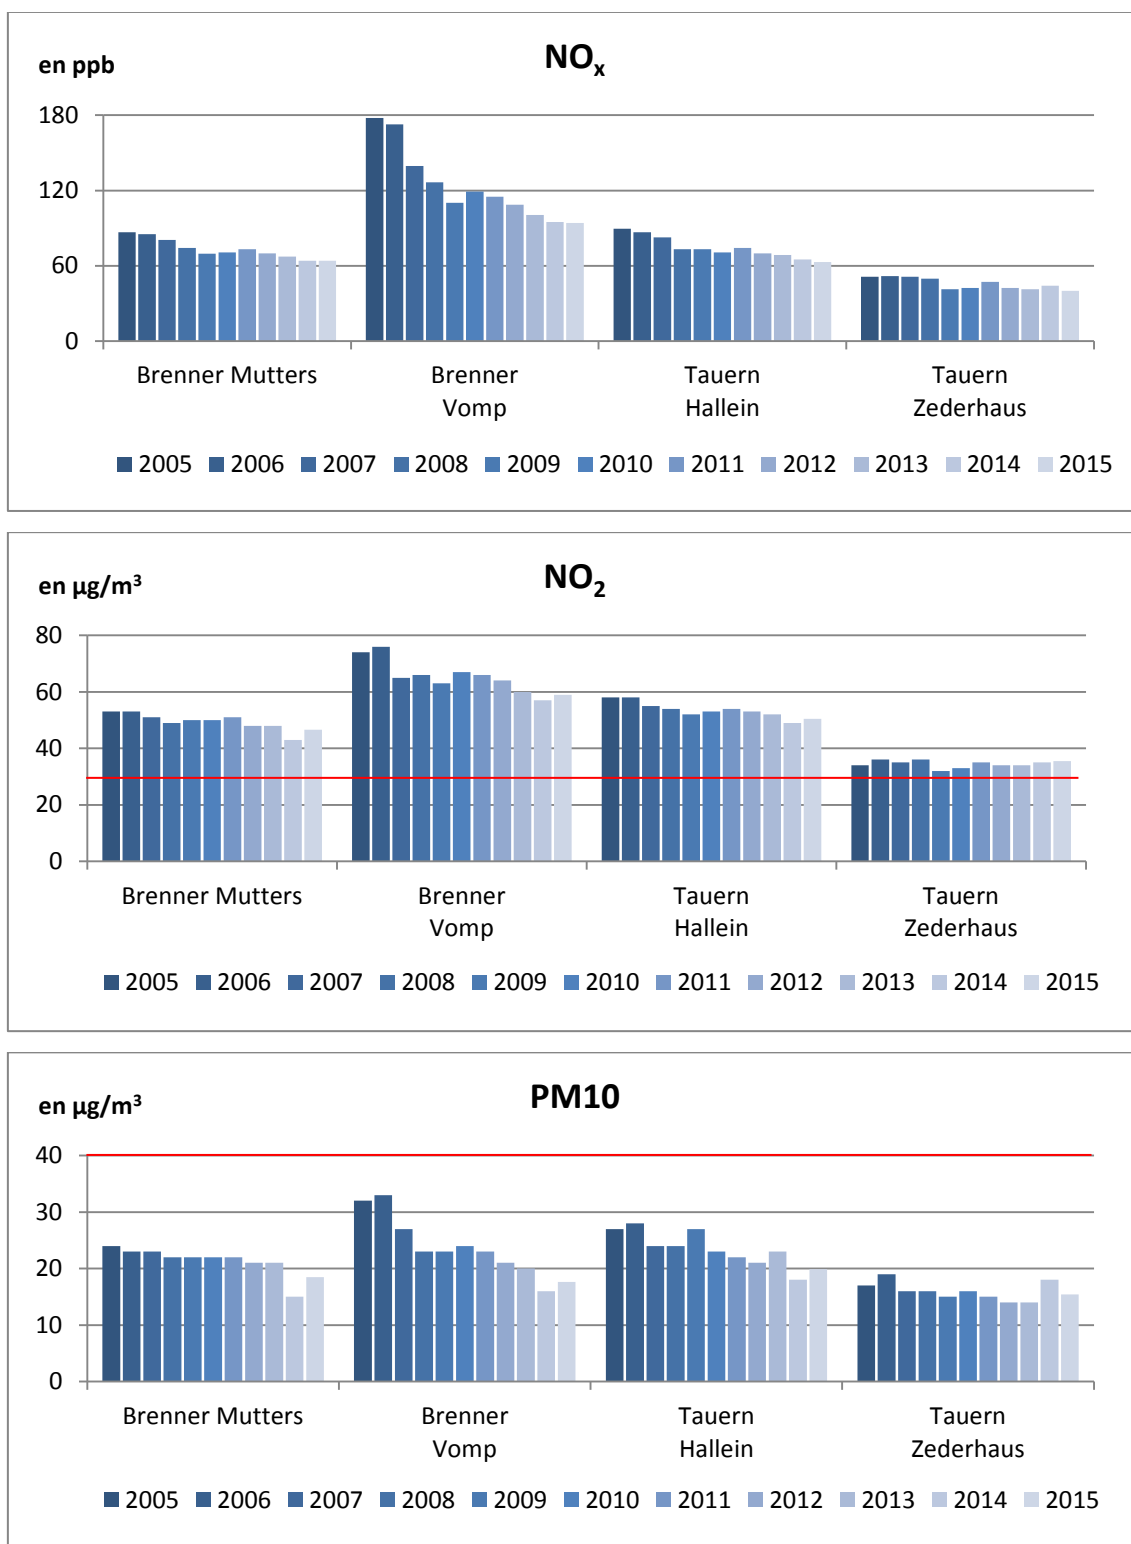 NOx
en ppb
180
120
60
0
Brenner Mutters
Brenner
Vomp
Tauern
Hallein
Tauern
Zederhaus
2005 2006 2007 2008 2009 2010 2011 2012 2013 2014 2015
NO2
en µg/m³
80
60
40
20
0
Brenner Mutters
Brenner
Vomp
Tauern
Hallein
Tauern
Zederhaus
2005 2006 2007 2008 2009 2010 2011 2012 2013 2014 2015
PM10
en µg/m³
40
30
20
10
0
Brenner Mutters
Brenner
Vomp
Tauern
Hallein
Tauern
Zederhaus
2005 2006 2007 2008 2009 2010 2011 2012 2013 2014 2015